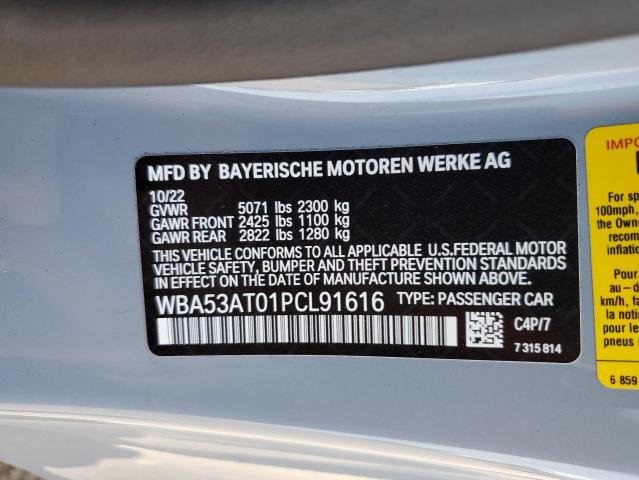 MFD BY BAYERISCHE MOTOREN WERKE AG
10/22
GVWR 5071 lbs 2300 kg
GAWR FRONT 2425 lbs 1100 kg
GAWR REAR 2822 lbs 1280 kg
THIS VEHICLE CONFORMS TO ALL APPLICABLE U.S.FEDERAL MOTOR
VEHICLE SAFETY, BUMPER AND THEFT PREVENTION STANDARDS
IN EFFECT ON THE DATE OF MANUFACTURE SHOWN ABOVE.
WBA53AT01PCL91616 TYPE: PASSENGER CAR
C4P/7
7 315 814
For sp
100mph,
the Owne
recom
inflatio
Pour
au-d
km/h, fa
la notic
pour le
pneus
6 859